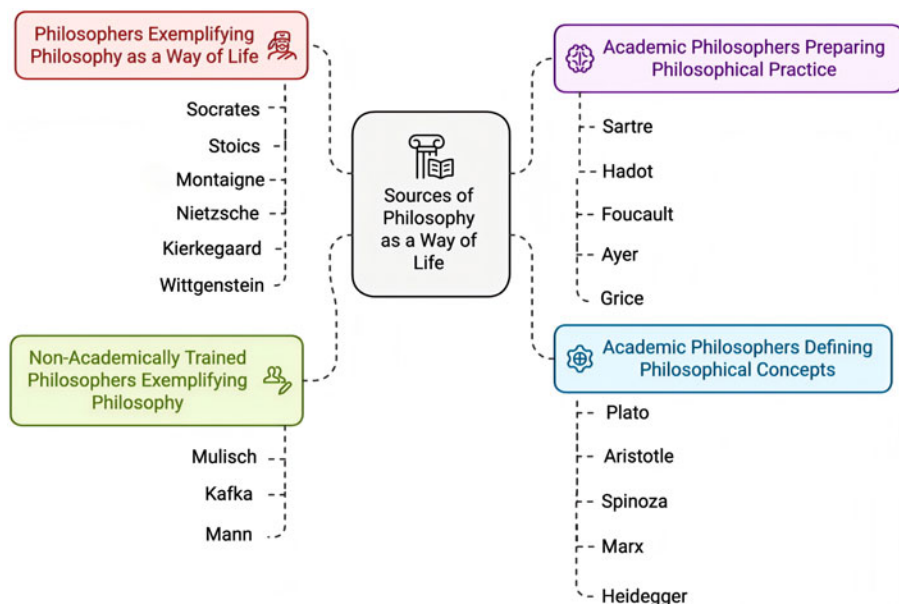 Philosophers Exemplifying
Philosophy as a Way of Life
Socrates
Stoics
Montaigne
Nietzsche
Kierkegaard
Wittgenstein
Non-Academically Trained
Philosophers Exemplifying
Philosophy
Mulisch
Kafka
Mann
Sources of
Philosophy
as a Way of
Life
Academic Philosophers Preparing
Philosophical Practice
Sartre
Hadot
Foucault
Ayer
Grice
Academic Philosophers Defining
Philosophical Concepts
Plato
Aristotle
Spinoza
Marx
Heidegger